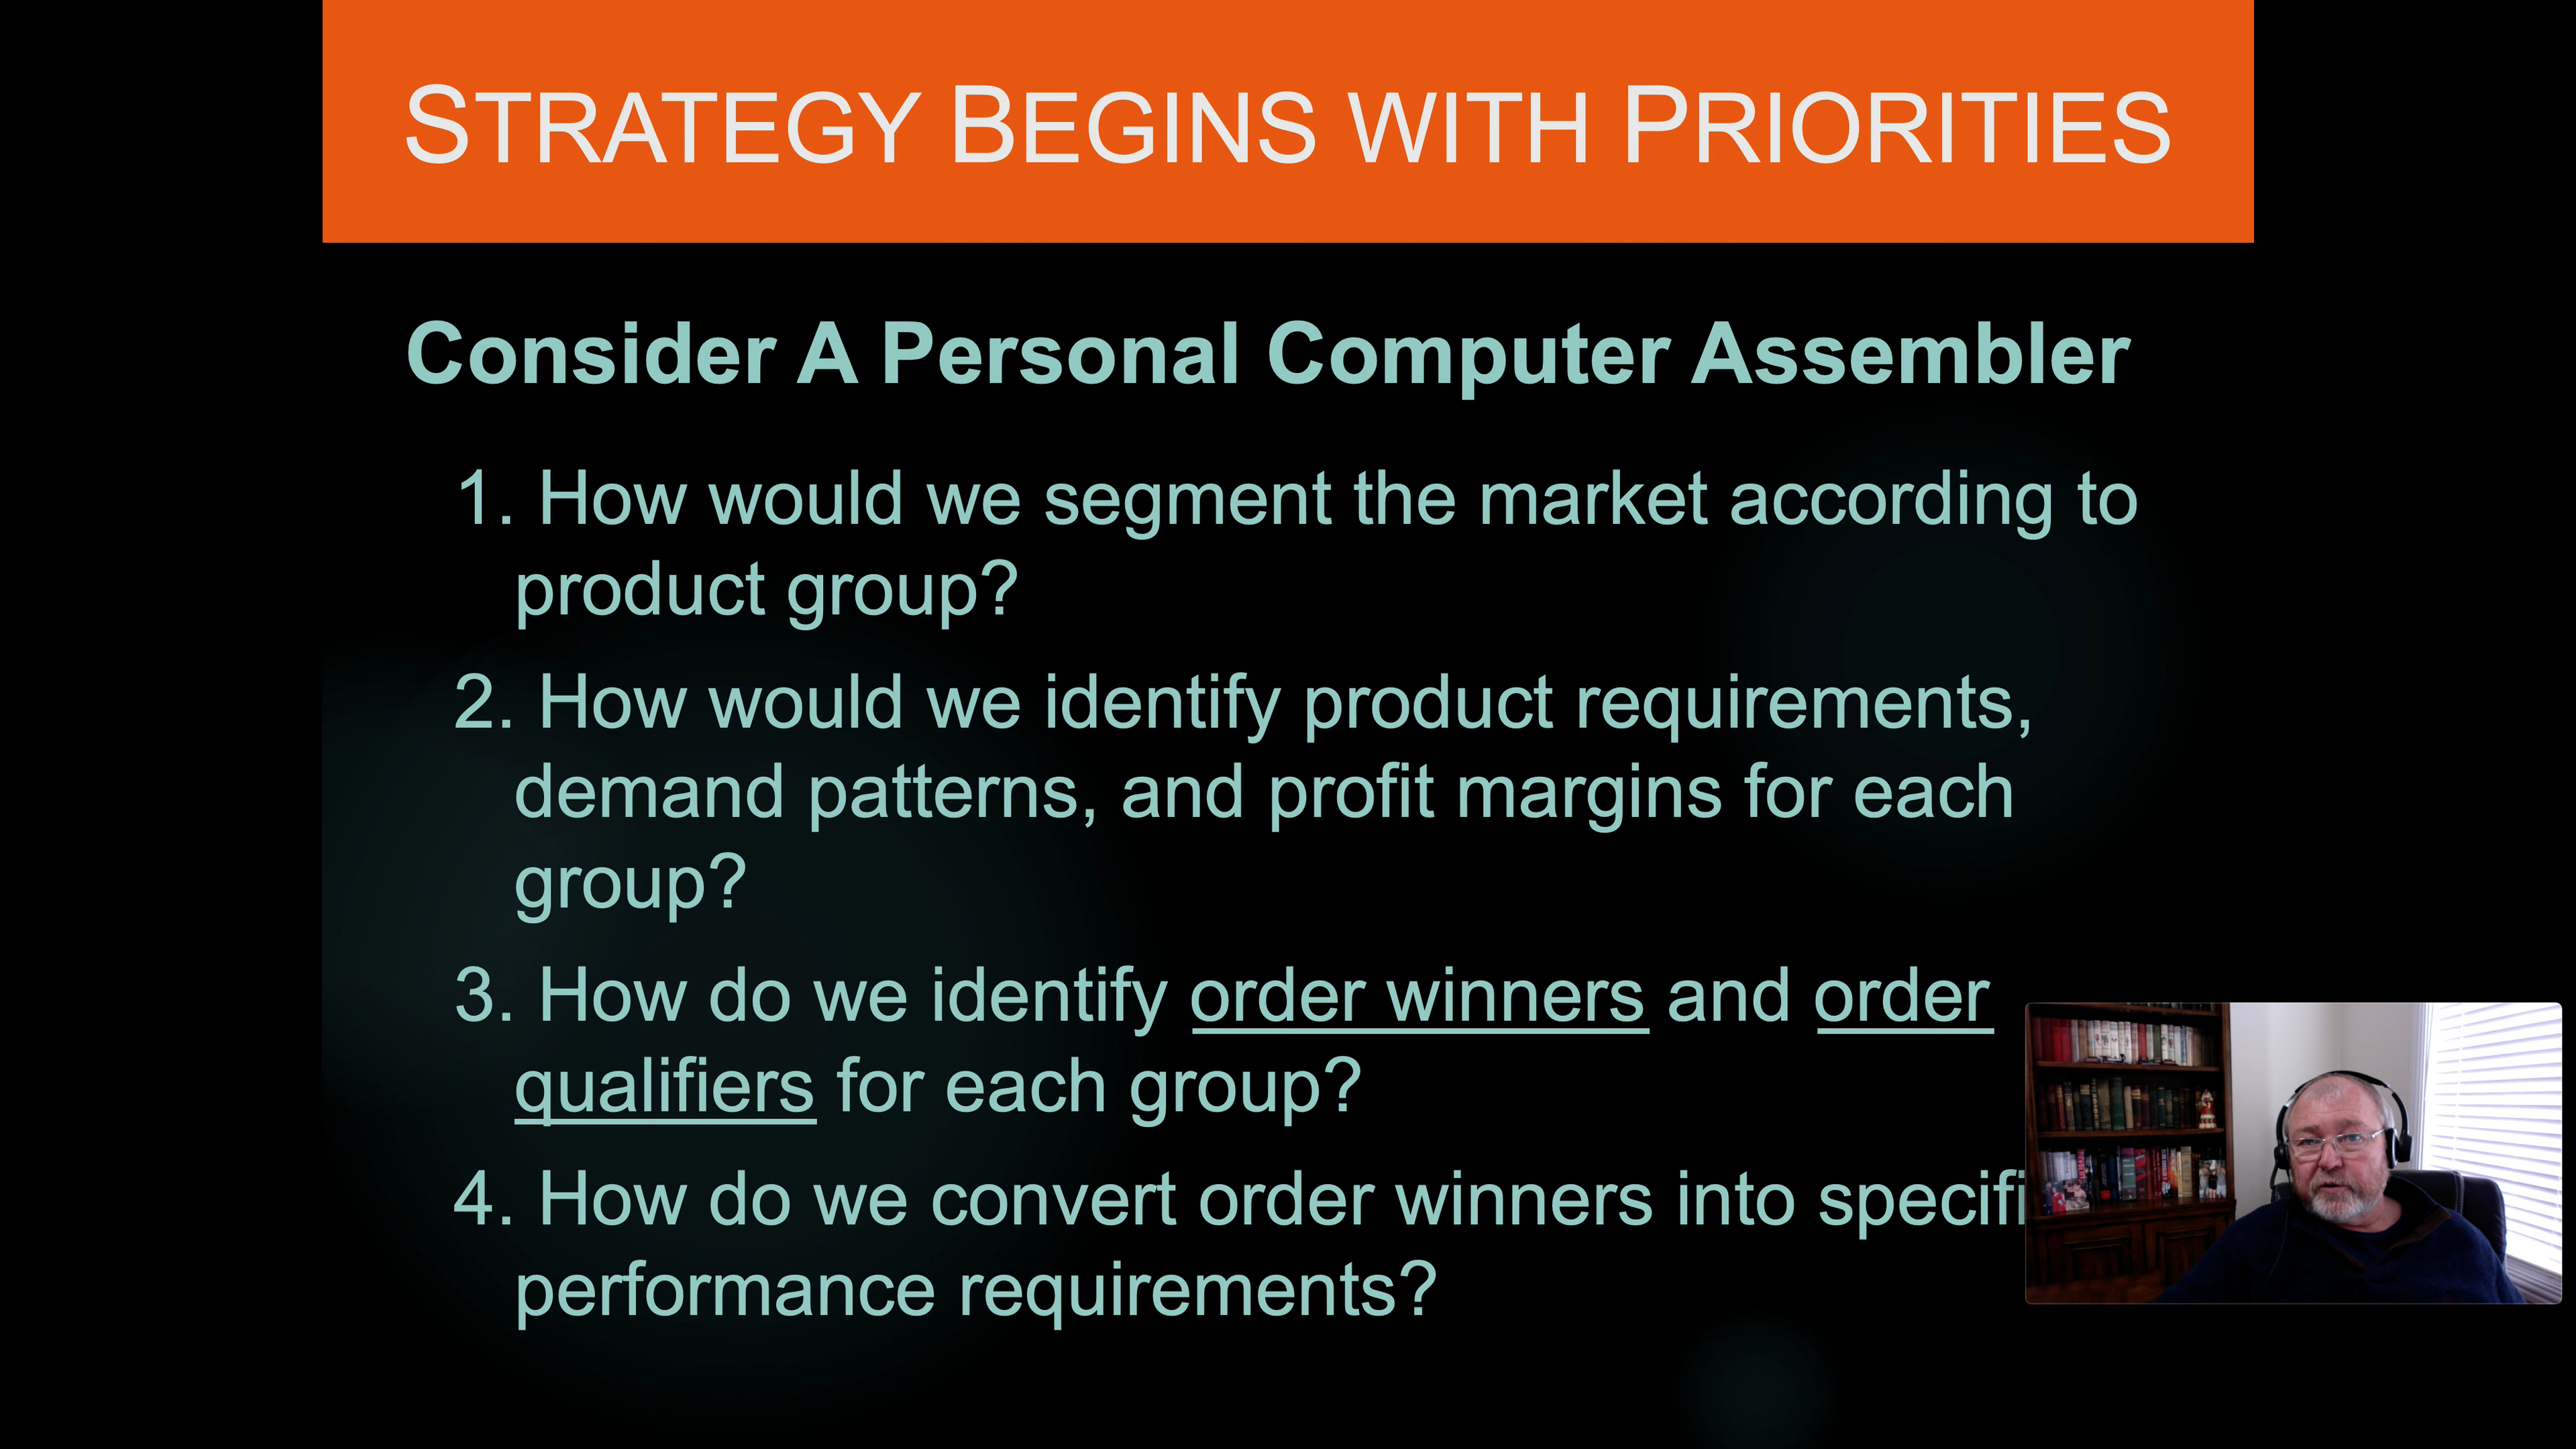 STRATEGY BEGINS WITH PRIORITIES
Consider A Personal Computer Assembler
1. How would we segment the market according to
product group?
2. How would we identify product requirements,
demand patterns, and profit margins for each
group?
3. How do we identify order winners and order
qualifiers for each group?
4. How do we convert order winners into specifi
performance requirements?